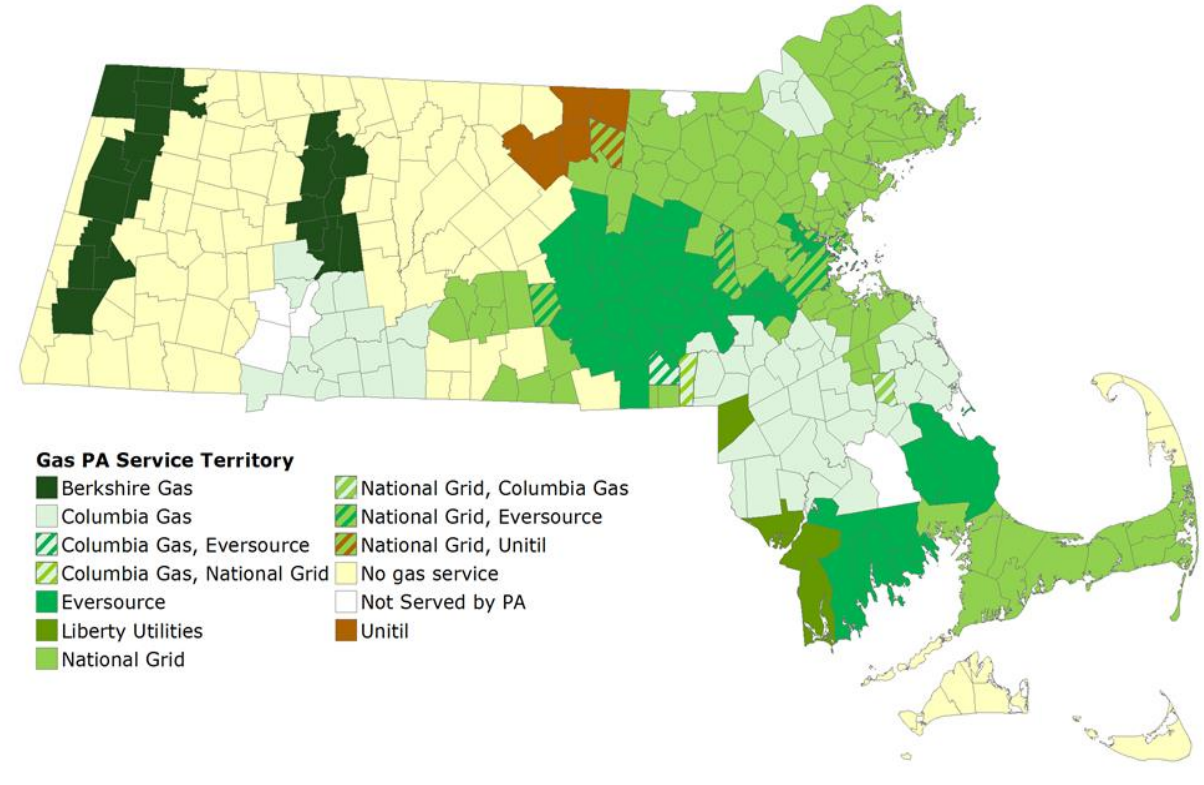 Gas PA Service Territory
Berkshire Gas
Columbia Gas
Columbia Gas, Eversource
Columbia Gas, National Grid
Eversource
Liberty Utilities
National Grid
National Grid, Columbia Gas
National Grid, Eversource
National Grid, Unitil
No gas service
Not Served by PA
Unitil